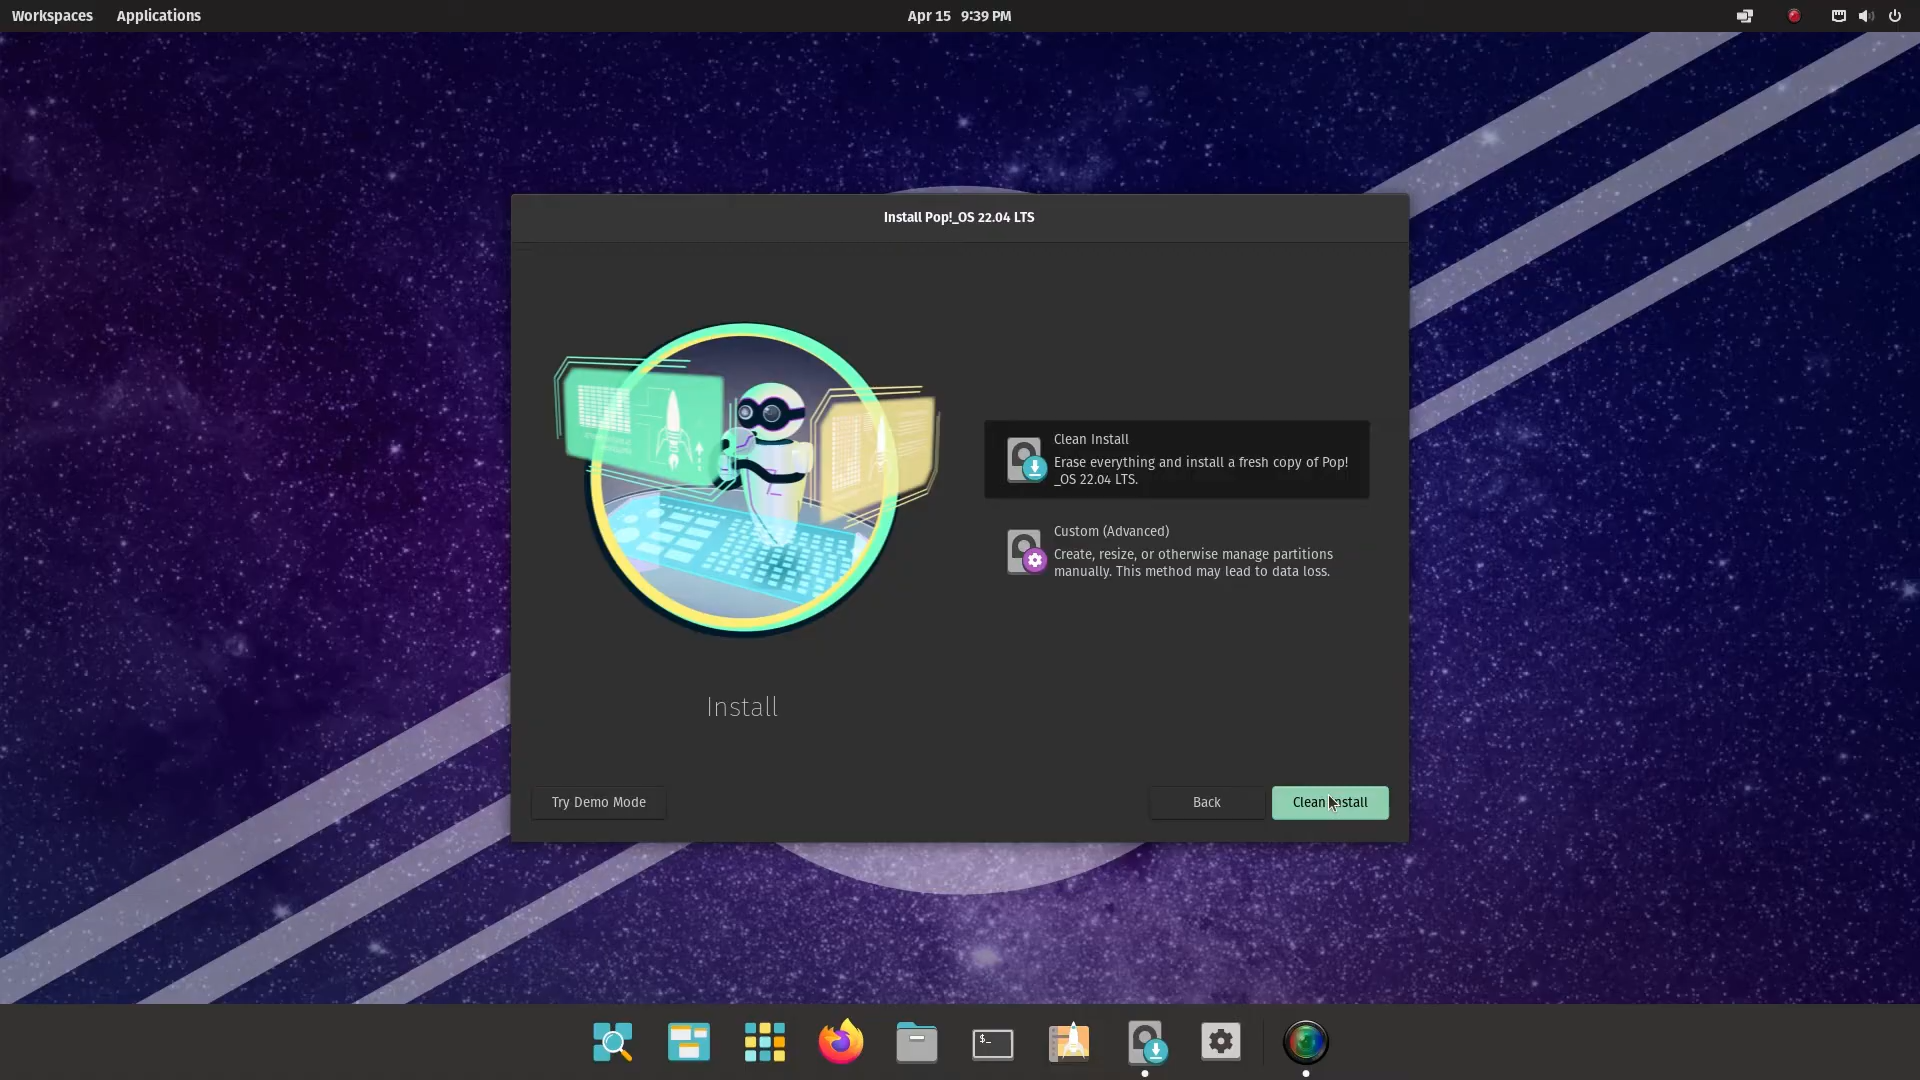 Workspaces
Applications
Apr 15 9:39 PM
Install Pop!_OS 22.04 LTS
Clean Install
Erase everything and install a fresh copy of Pop!
_OS 22.04 LTS.
Custom (Advanced)
Create, resize, or otherwise manage partitions
manually. This method may lead to data loss.
Install
Try Demo Mode
Back
Clean Install
$_